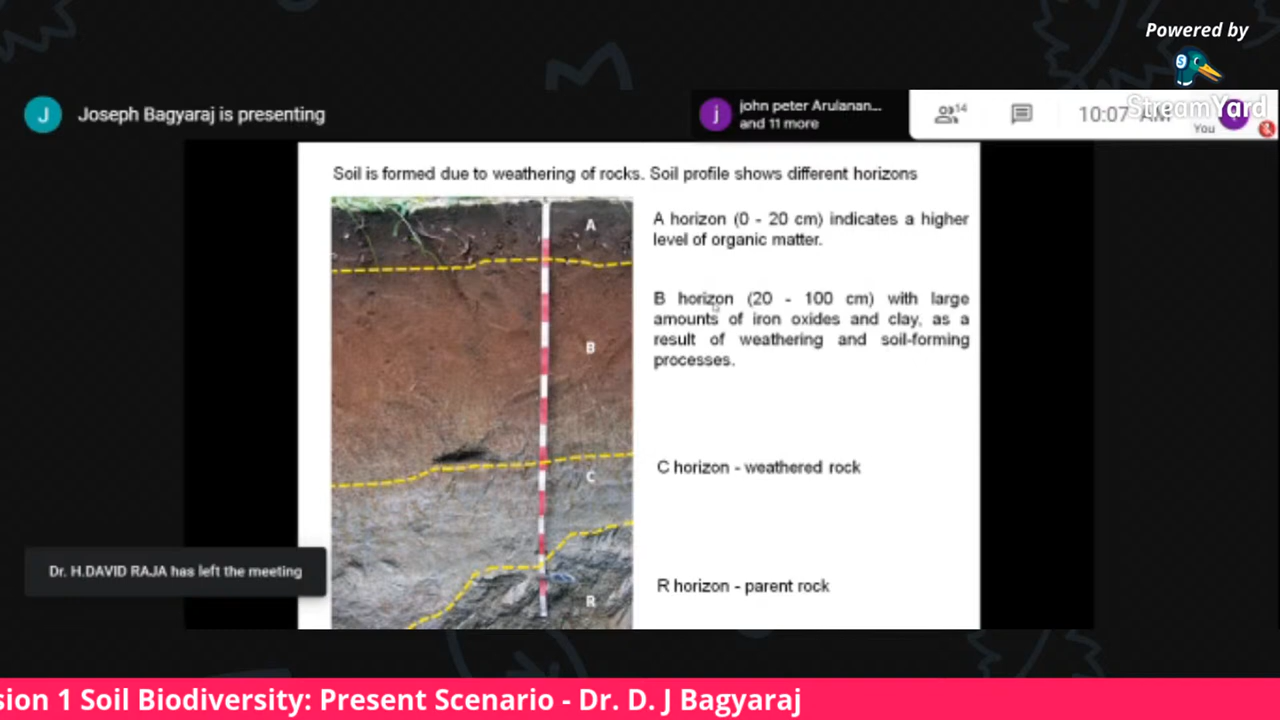 Powered by
StreamYard
J
Joseph Bagyaraj is presenting
j
john peter Arulanan...
and 11 more
14
10:07 AM
You
Soil is formed due to weathering of rocks. Soil profile shows different horizons
A
A horizon (0 - 20 cm) indicates a higher
level of organic matter.
B horizon (20 - 100 cm) with large
amounts of iron oxides and clay, as a
result of weathering and soil-forming
processes.
B
C
C horizon - weathered rock
R
R horizon - parent rock
Dr. H.DAVID RAJA has left the meeting
sion 1 Soil Biodiversity: Present Scenario - Dr. D. J Bagyaraj